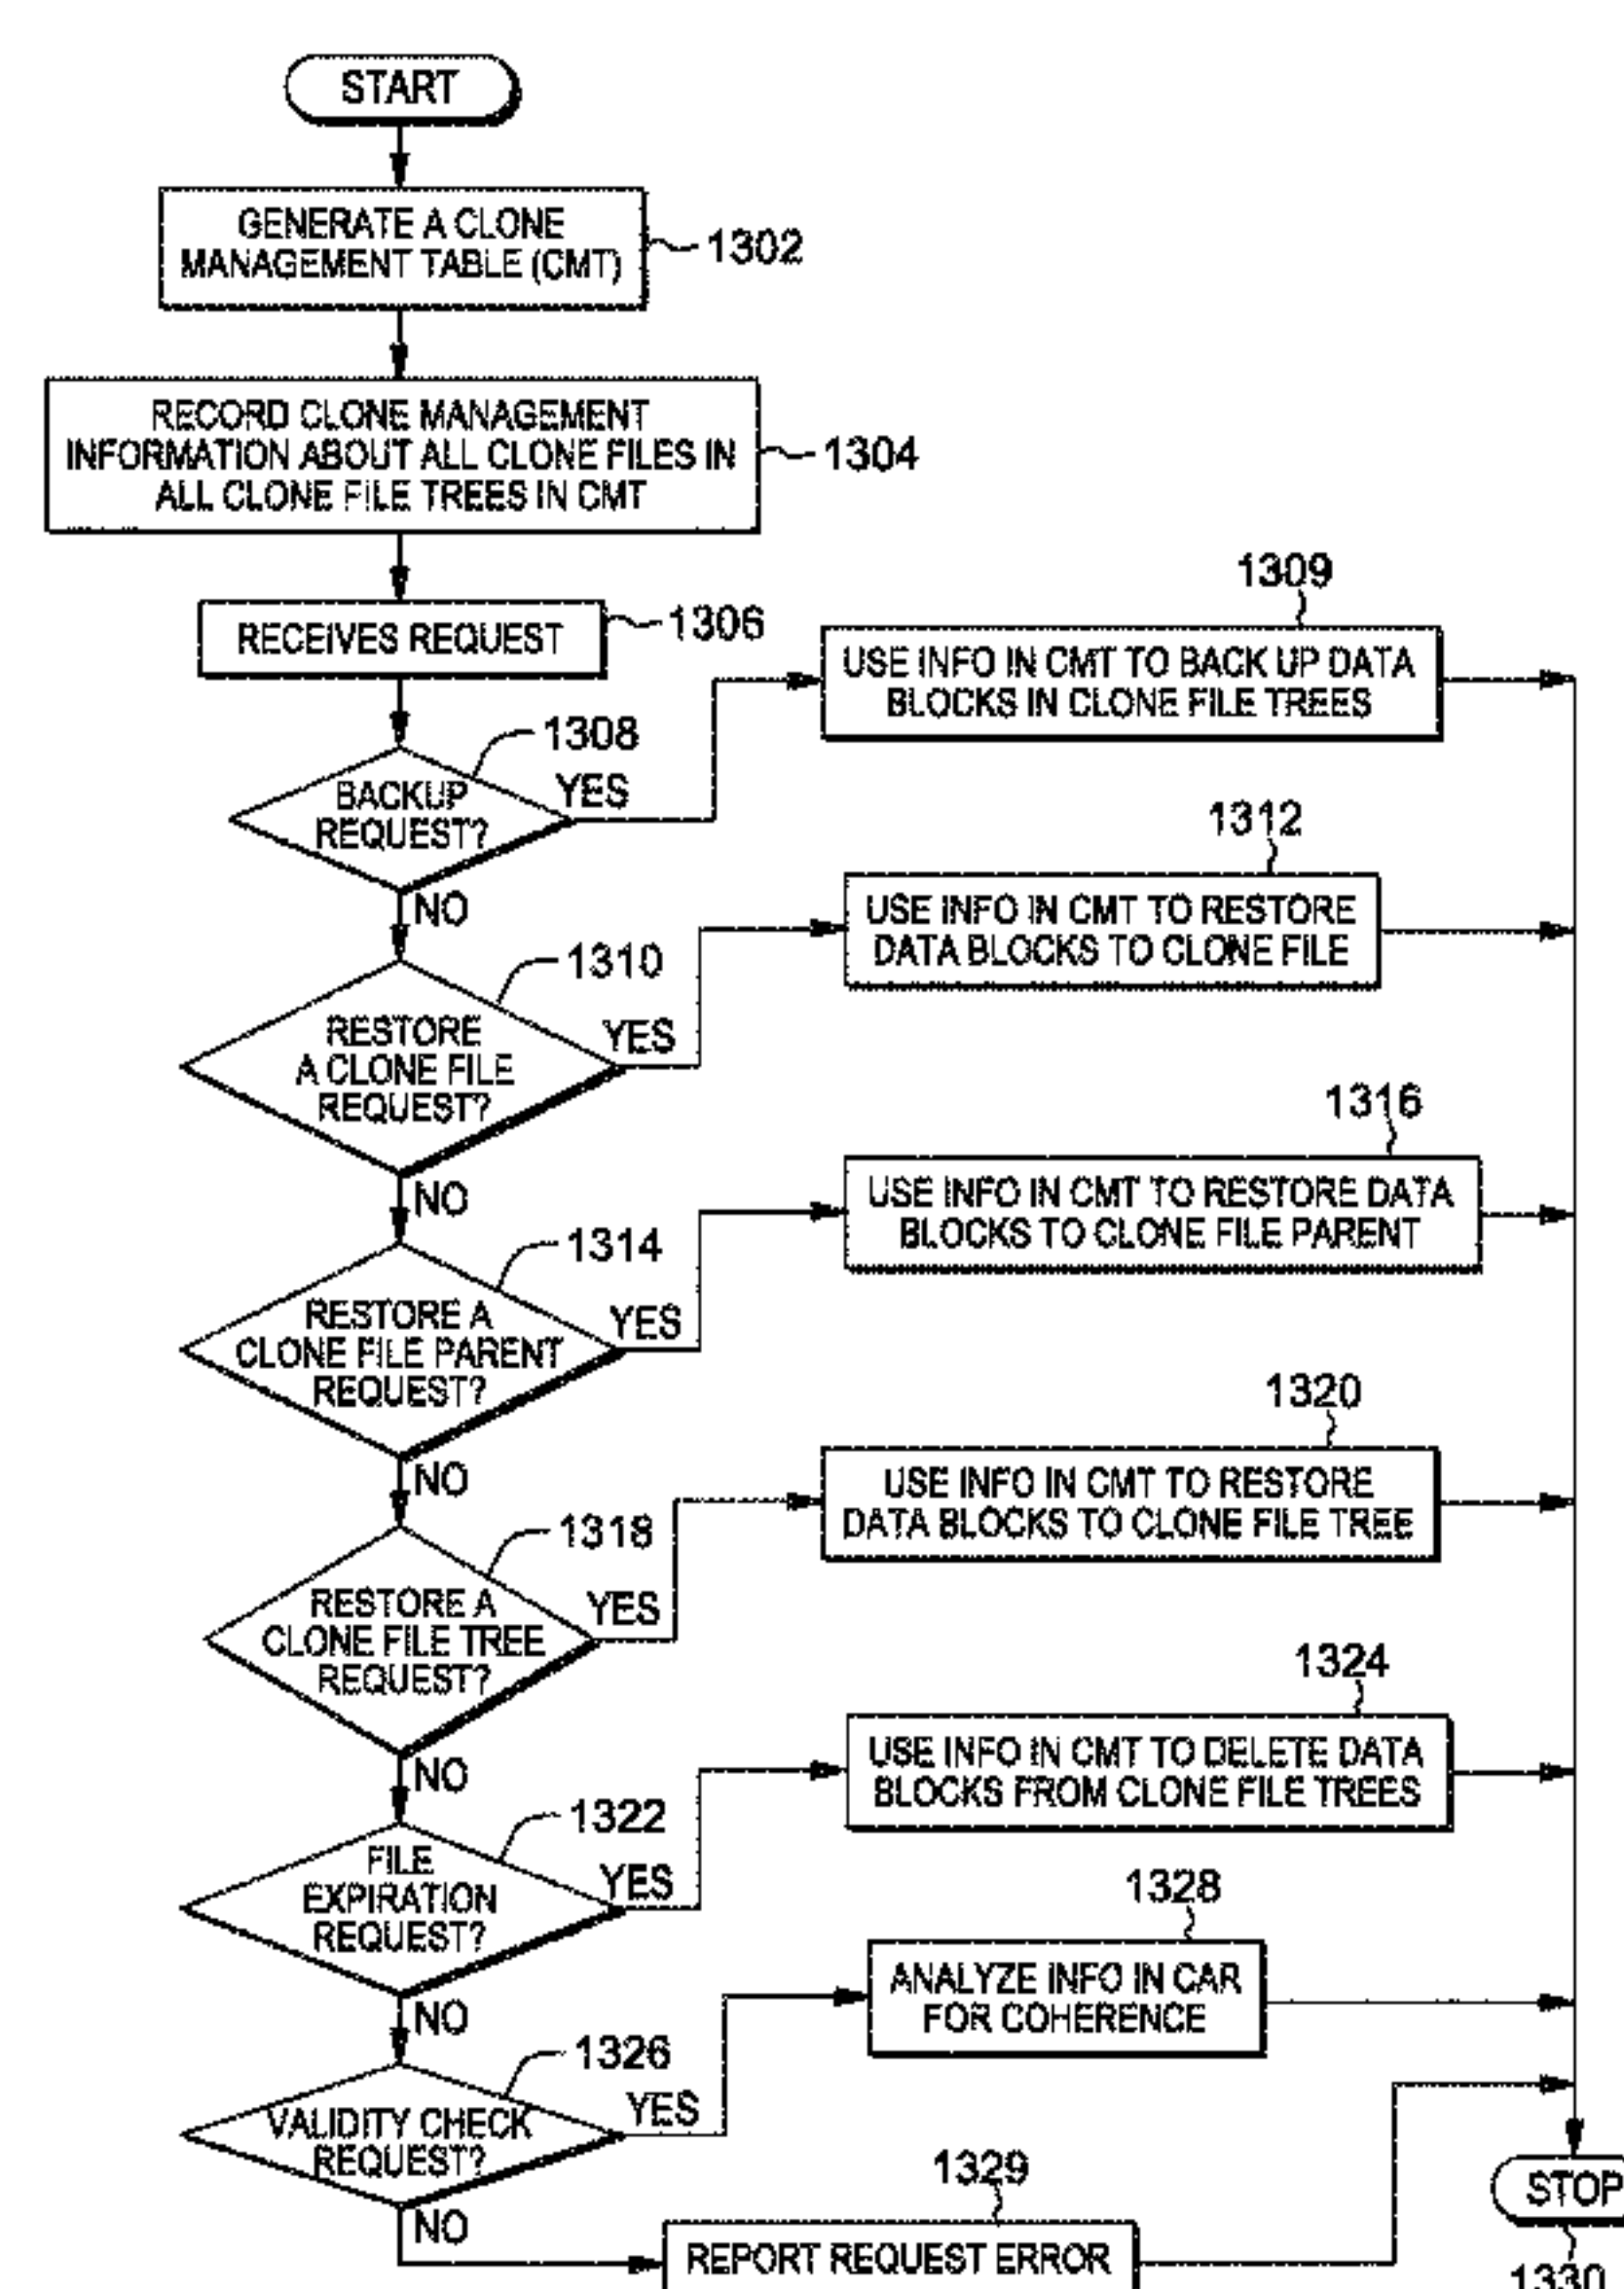 START
GENERATE A CLONE
MANAGEMENT TABLE (CMT)
1302
RECORD CLONE MANAGEMENT
INFORMATION ABOUT ALL CLONE FILES IN
ALL CLONE FILE TREES IN CMT
1304
RECEIVES REQUEST
1306
BACKUP
REQUEST?
1308
YES
NO
1309
USE INFO IN CMT TO BACK UP DATA
BLOCKS IN CLONE FILE TREES
RESTORE
A CLONE FILE
REQUEST?
1310
YES
NO
1312
USE INFO IN CMT TO RESTORE
DATA BLOCKS TO CLONE FILE
RESTORE A
CLONE FILE PARENT
REQUEST?
1314
YES
NO
1316
USE INFO IN CMT TO RESTORE DATA
BLOCKS TO CLONE FILE PARENT
RESTORE A
CLONE FILE TREE
REQUEST?
1318
YES
NO
1320
USE INFO IN CMT TO RESTORE
DATA BLOCKS TO CLONE FILE TREE
FILE
EXPIRATION
REQUEST?
1322
YES
NO
1324
USE INFO IN CMT TO DELETE DATA
BLOCKS FROM CLONE FILE TREES
VALIDITY CHECK
REQUEST?
1326
YES
NO
1328
ANALYZE INFO IN CAR
FOR COHERENCE
1329
REPORT REQUEST ERROR
STOP
1330